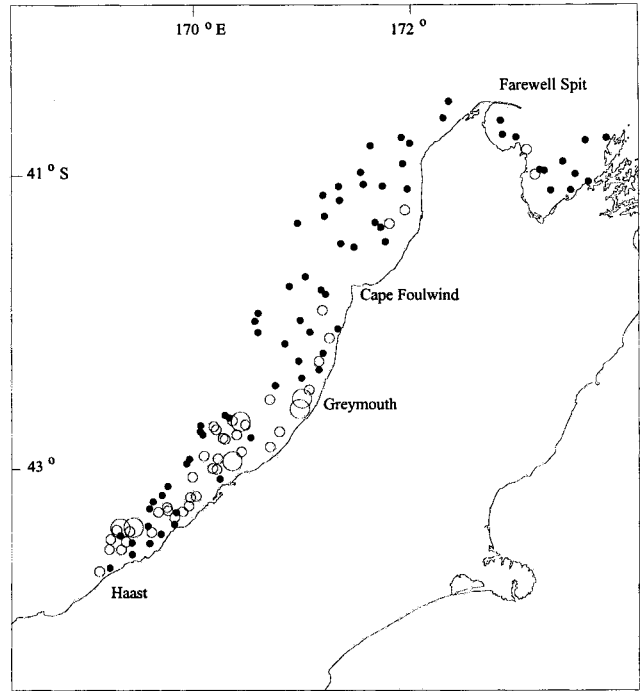 170 ° E
172 °
Farewell Spit
41 ° S
Cape Foulwind
Greymouth
43 °
Haast